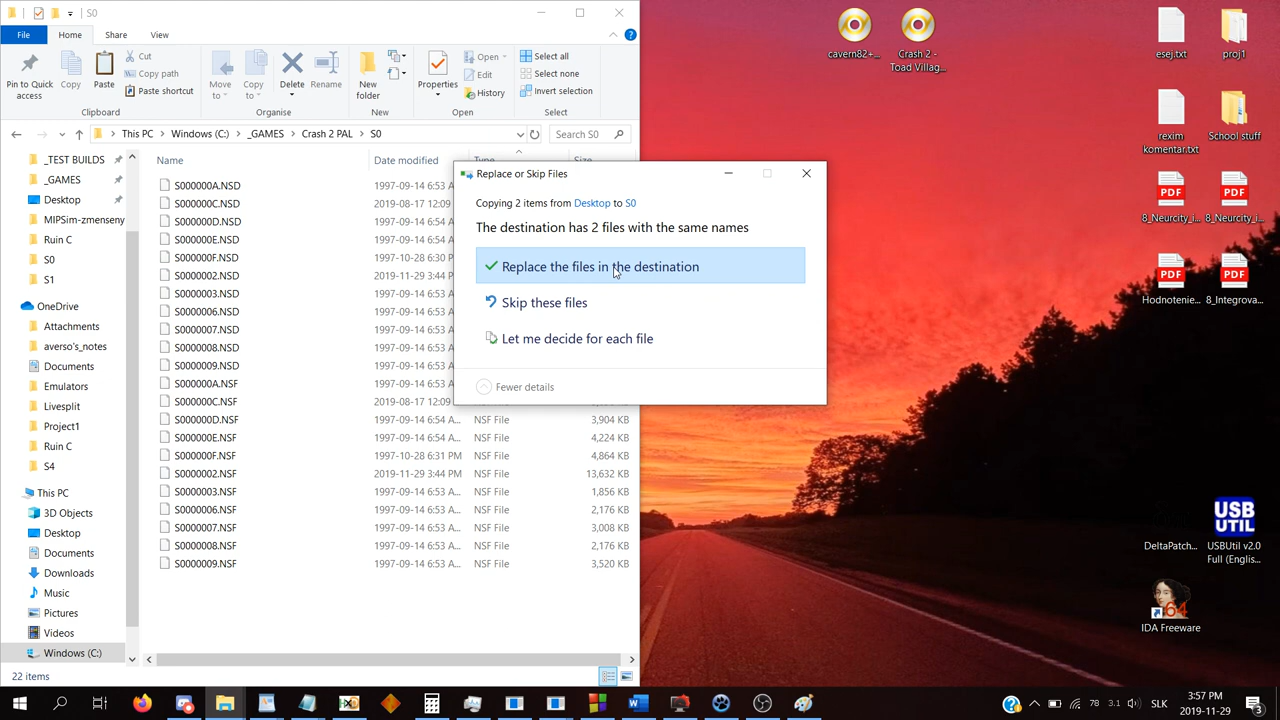 S0
File
Home
Share
View
Pin to Quick
access
Copy
Paste
Cut
Copy path
Paste shortcut
Move
to
Copy
to
Delete
Rename
New
folder
Properties
Open
Edit
History
Select all
Select none
Invert selection
Clipboard
Organise
New
Open
Select
This PC
Windows (C:)
_GAMES
Crash 2 PAL
S0
Search S0
_TEST BUILDS
_GAMES
Desktop
MIPSim-zmenseny
Ruin C
S0
S1
OneDrive
Attachments
averso's_notes
Documents
Emulators
Livesplit
Project1
Ruin C
S4
This PC
3D Objects
Desktop
Documents
Downloads
Music
Pictures
Videos
Windows (C:)
22 items
Name
Date modified
Type
Size
S000000A.NSD 1997-09-14 6:53 A
S000000C.NSD 2019-08-17 12:09
S000000D.NSD 1997-09-14 6:54 A
S000000E.NSD 1997-09-14 6:54 A
S000000F.NSD 1997-10-28 6:30 P
S0000002.NSD 2019-11-29 3:44 P
S0000003.NSD 1997-09-14 6:53 A
S0000006.NSD 1997-09-14 6:53 A
S0000007.NSD 1997-09-14 6:53 A
S0000008.NSD 1997-09-14 6:53 A
S0000009.NSD 1997-09-14 6:53 A
S000000A.NSF 1997-09-14 6:53 A
S000000C.NSF 2019-08-17 12:09
S000000D.NSF 1997-09-14 6:54 A... NSF File 3,904 KB
S000000E.NSF 1997-09-14 6:54 A... NSF File 4,224 KB
S000000F.NSF 1997-10-28 6:31 PM NSF File 4,864 KB
S0000002.NSF 2019-11-29 3:44 PM NSF File 13,632 KB
S0000003.NSF 1997-09-14 6:53 A... NSF File 1,856 KB
S0000006.NSF 1997-09-14 6:53 A... NSF File 2,176 KB
S0000007.NSF 1997-09-14 6:53 A... NSF File 3,008 KB
S0000008.NSF 1997-09-14 6:53 A... NSF File 2,176 KB
S0000009.NSF 1997-09-14 6:53 A... NSF File 3,520 KB
Replace or Skip Files
Copying 2 items from Desktop to S0
The destination has 2 files with the same names
Replace the files in the destination
Skip these files
Let me decide for each file
Fewer details
cavern82+...
Crash 2 -
Toad Villag...
esej.txt
proj1
rexim
komentar.txt
School stuff
PDF
8_Neurcity_i...
PDF
8_Neurcity_i...
PDF
Hodnotenie...
PDF
8_Integrova...
DeltaPatch...
USB
UTIL
USBUtil v2.0
Full (Englis...
64
IDA Freeware
78
3.1
SLK
3:57 PM
2019-11-29
3